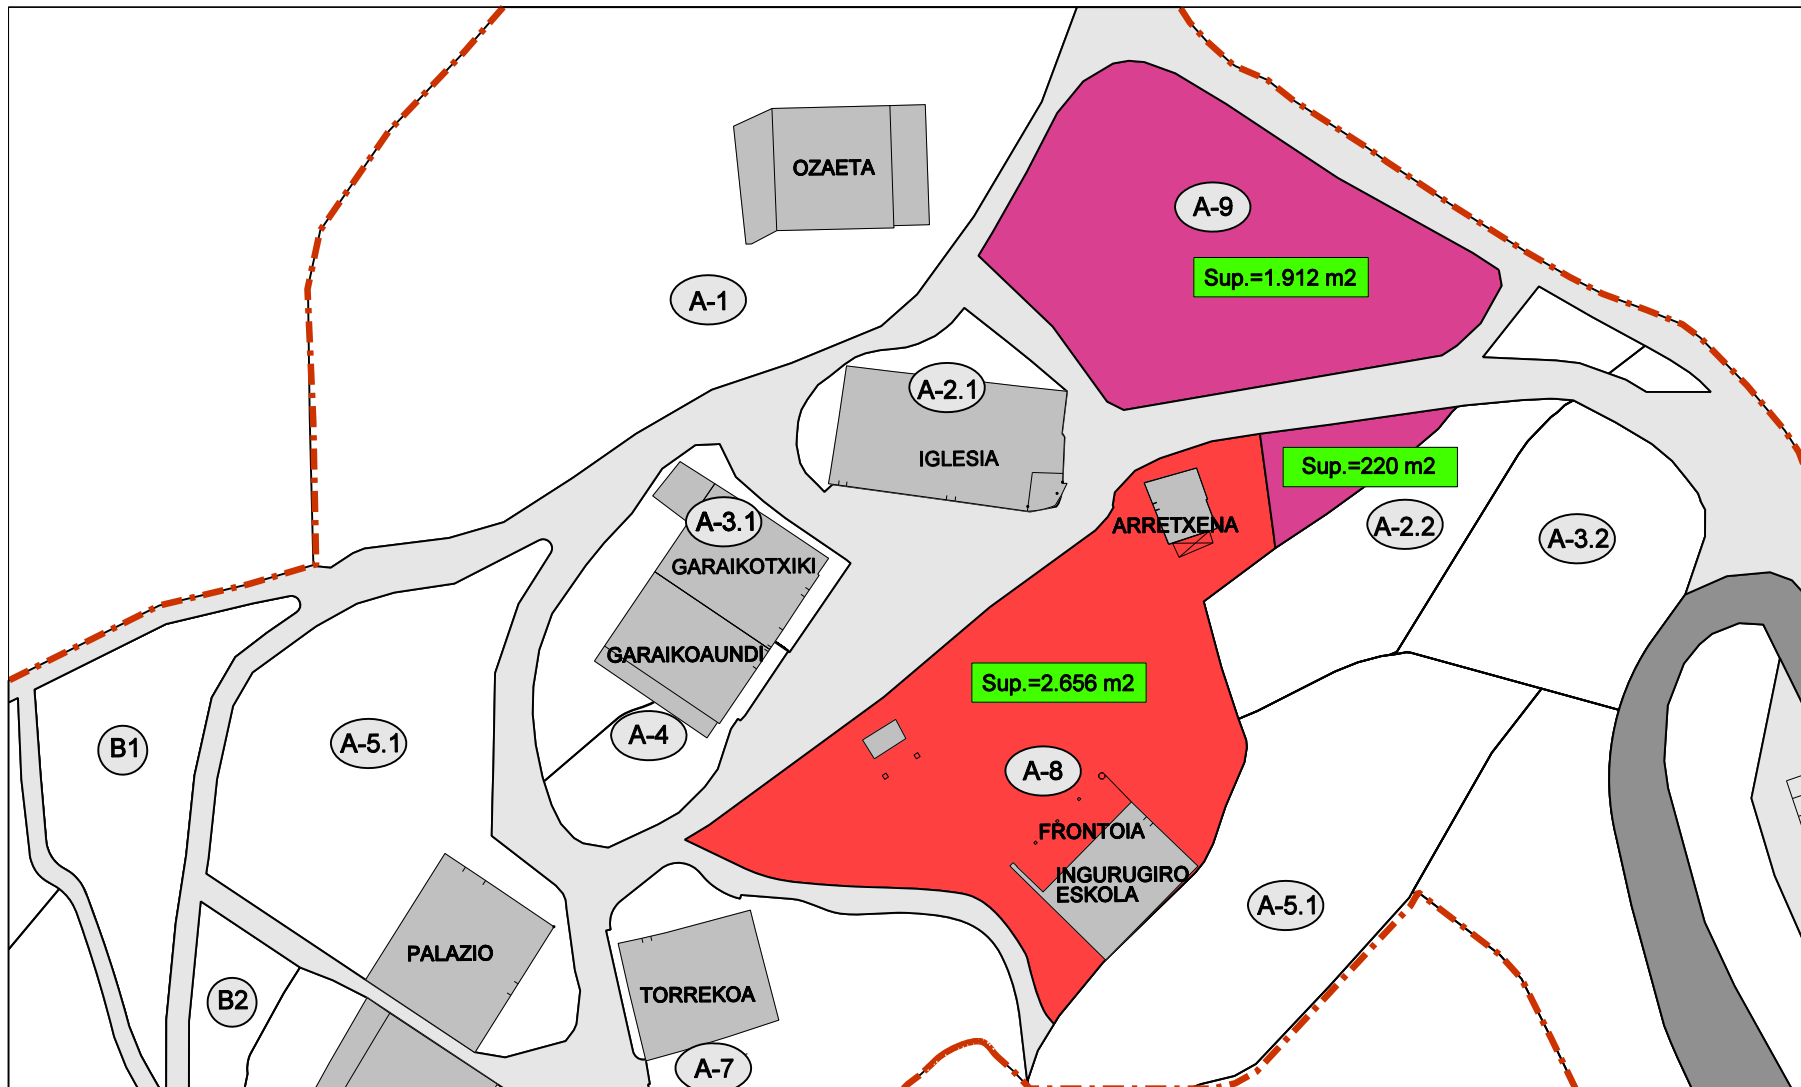 OZAETA
A-9
Sup.=1.912 m2
A-1
A-2.1
IGLESIA
Sup.=220 m2
A-3.1
ARRETXENA
A-2.2
A-3.2
GARAIKOTXIKI
GARAIKOAUNDI
Sup.=2.656 m2
B1
A-5.1
A-4
A-8
FRONTOIA
INGURUGIRO
ESKOLA
A-5.1
PALAZIO
B2
TORREKOA
A-7